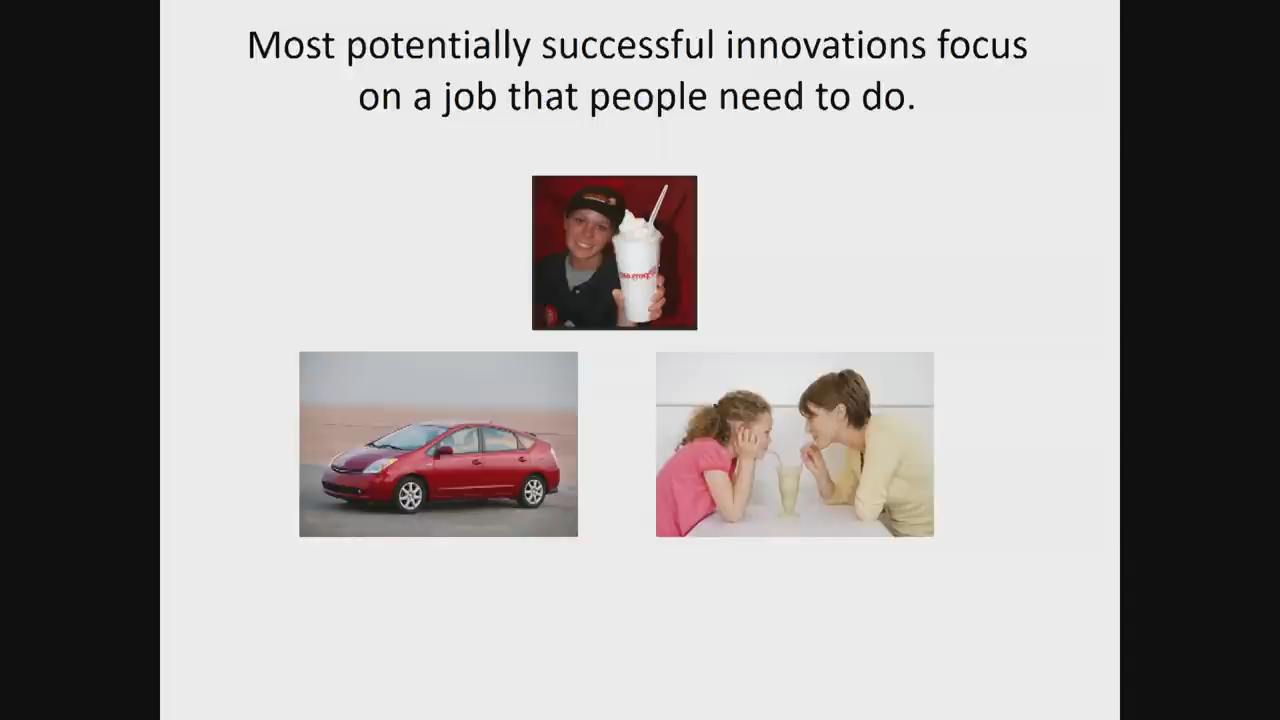 Most potentially successful innovations focus
on a job that people need to do.